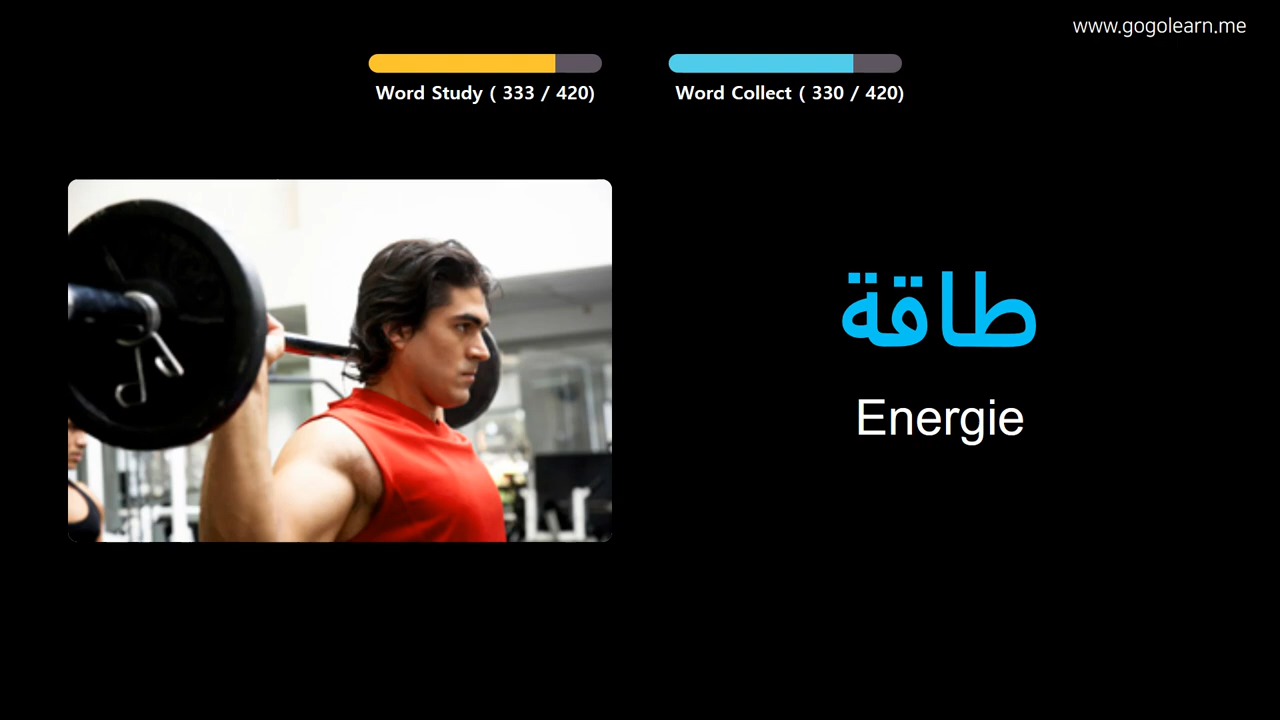 www.gogolearn.me
Word Study ( 333 / 420)
Word Collect ( 330 / 420)
طاقة
Energie